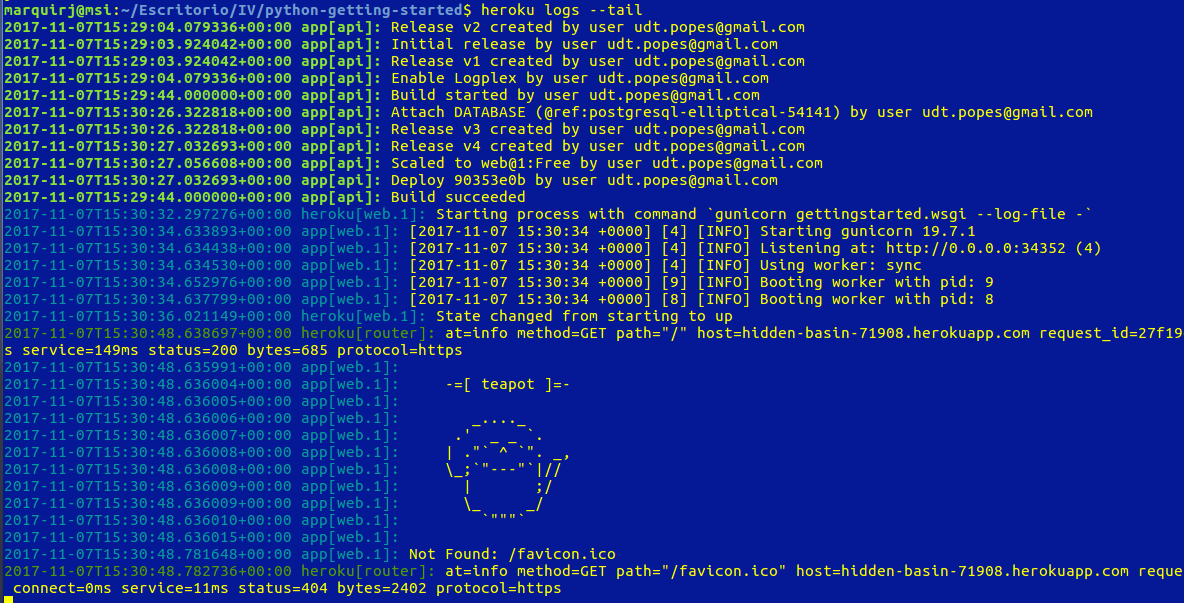 marquirj@msi:~/Escritorio/IV/python-getting-started$ heroku logs --tail
2017-11-07T15:29:04.079336+00:00 app[api]: Release v2 created by user udt.popes@gmail.com
2017-11-07T15:29:03.924042+00:00 app[api]: Initial release by user udt.popes@gmail.com
2017-11-07T15:29:03.924042+00:00 app[api]: Release v1 created by user udt.popes@gmail.com
2017-11-07T15:29:04.079336+00:00 app[api]: Enable Logplex by user udt.popes@gmail.com
2017-11-07T15:29:44.000000+00:00 app[api]: Build started by user udt.popes@gmail.com
2017-11-07T15:30:26.322818+00:00 app[api]: Attach DATABASE (@ref:postgresql-elliptical-54141) by user udt.popes@gmail.com
2017-11-07T15:30:26.322818+00:00 app[api]: Release v3 created by user udt.popes@gmail.com
2017-11-07T15:30:27.032693+00:00 app[api]: Release v4 created by user udt.popes@gmail.com
2017-11-07T15:30:27.056608+00:00 app[api]: Scaled to web@1:Free by user udt.popes@gmail.com
2017-11-07T15:30:27.032693+00:00 app[api]: Deploy 90353e0b by user udt.popes@gmail.com
2017-11-07T15:29:44.000000+00:00 app[api]: Build succeeded
2017-11-07T15:30:32.297276+00:00 heroku[web.1]: Starting process with command `gunicorn gettingstarted.wsgi --log-file -`
2017-11-07T15:30:34.633893+00:00 app[web.1]: [2017-11-07 15:30:34 +0000] [4] [INFO] Starting gunicorn 19.7.1
2017-11-07T15:30:34.634438+00:00 app[web.1]: [2017-11-07 15:30:34 +0000] [4] [INFO] Listening at: http://0.0.0.0:34352 (4)
2017-11-07T15:30:34.634530+00:00 app[web.1]: [2017-11-07 15:30:34 +0000] [4] [INFO] Using worker: sync
2017-11-07T15:30:34.652976+00:00 app[web.1]: [2017-11-07 15:30:34 +0000] [9] [INFO] Booting worker with pid: 9
2017-11-07T15:30:34.637799+00:00 app[web.1]: [2017-11-07 15:30:34 +0000] [8] [INFO] Booting worker with pid: 8
2017-11-07T15:30:36.021149+00:00 heroku[web.1]: State changed from starting to up
2017-11-07T15:30:48.638697+00:00 heroku[router]: at=info method=GET path="/" host=hidden-basin-71908.herokuapp.com request_id=27f19
s service=149ms status=200 bytes=685 protocol=https
2017-11-07T15:30:48.635991+00:00 app[web.1]:
2017-11-07T15:30:48.636004+00:00 app[web.1]:     -=[ teapot ]=-
2017-11-07T15:30:48.636005+00:00 app[web.1]:
2017-11-07T15:30:48.636006+00:00 app[web.1]:        _...._
2017-11-07T15:30:48.636007+00:00 app[web.1]:      .'  _ _ `.
2017-11-07T15:30:48.636008+00:00 app[web.1]:     | ."` ^ `". _,
2017-11-07T15:30:48.636008+00:00 app[web.1]:     \_;`"---"`|//
2017-11-07T15:30:48.636009+00:00 app[web.1]:       |       ;/
2017-11-07T15:30:48.636009+00:00 app[web.1]:       \_     _/
2017-11-07T15:30:48.636010+00:00 app[web.1]:         `"""`
2017-11-07T15:30:48.636015+00:00 app[web.1]:
2017-11-07T15:30:48.781648+00:00 app[web.1]: Not Found: /favicon.ico
2017-11-07T15:30:48.782736+00:00 heroku[router]: at=info method=GET path="/favicon.ico" host=hidden-basin-71908.herokuapp.com reque
 connect=0ms service=11ms status=404 bytes=2402 protocol=https